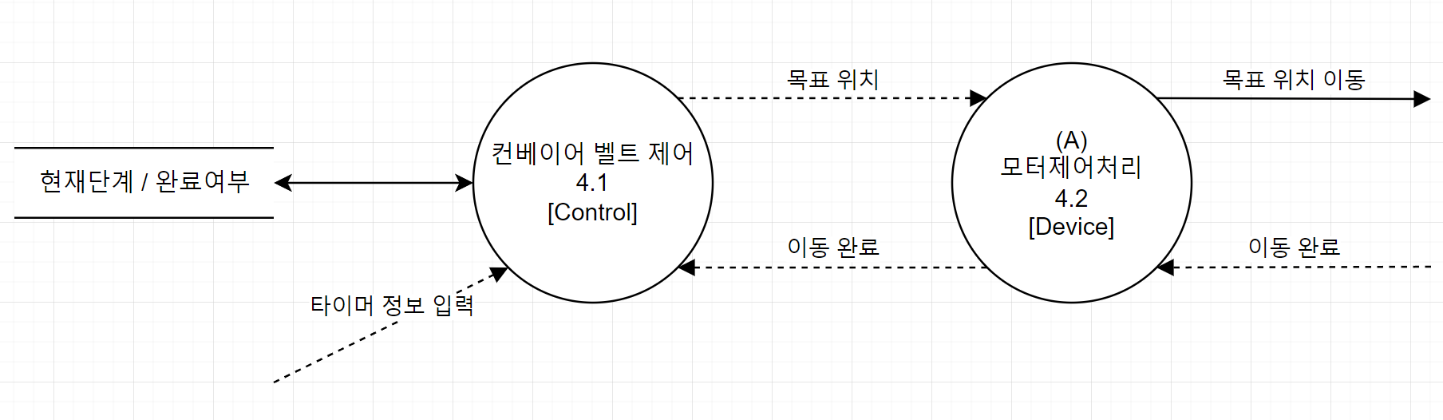 목표 위치
목표 위치 이동
현재단계 / 완료여부
컨베이어 벨트 제어
4.1
[Control]
(A)
모터제어처리
4.2
[Device]
이동 완료
이동 완료
타이머 정보 입력